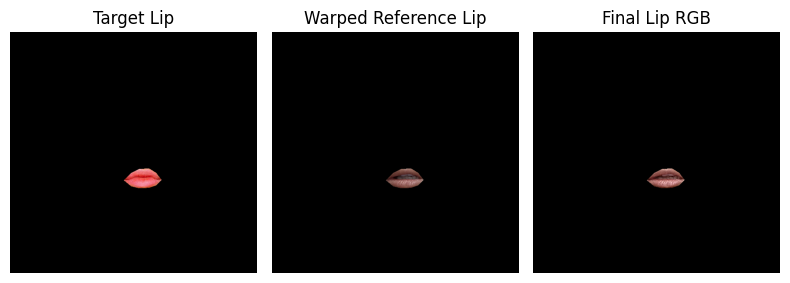 Target Lip
Warped Reference Lip
Final Lip RGB